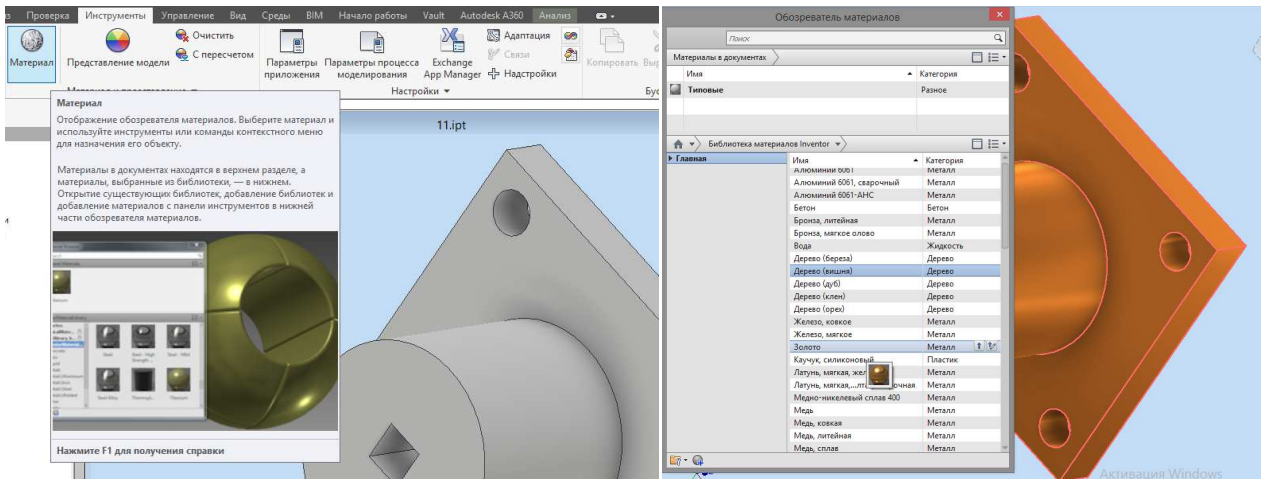 Проверка Инструменты Управление Вид Среды BIM Начало работы Vault Autodesk A360 Анализ
Материал
Представление модели
Очистить
С пересчетом
Параметры приложения
Параметры процесса моделирования
Exchange App Manager
Адаптация
Связи
Надстройки
Копировать
Настройки
Материал
Отображение обозревателя материалов. Выберите материал и
используйте инструменты или команды контекстного меню
для назначения его объекту.
Материалы в документах находятся в верхнем разделе, а
материалы, выбранные из библиотеки, — в нижнем.
Открытие существующих библиотек, добавление библиотек и
добавление материалов с панели инструментов в нижней
части обозревателя материалов.
Нажмите F1 для получения справки
11.ipt
Обозреватель материалов
Поиск
Материалы в документах
Имя Категория
Типовые Разное
Библиотека материалов Inventor
Главная
Имя Категория
Алюминий 6061 Металл
Алюминий 6061, сварочный Металл
Алюминий 6061-АНС Металл
Бетон Бетон
Бронза, литейная Металл
Бронза, мягкое олово Металл
Вода Жидкость
Дерево (береза) Дерево
Дерево (вишня) Дерево
Дерево (дуб) Дерево
Дерево (клен) Дерево
Дерево (орех) Дерево
Железо, ковкое Металл
Железо, мягкое Металл
Золото Металл
Каучук, силиконовый Пластик
Латунь, мягкая, Металл
Латунь, мягкая, Металл
Медно-никелевый сплав 400 Металл
Медь Металл
Медь, ковкая Металл
Медь, литейная Металл
Медь, сплав Металл
Активация Windows